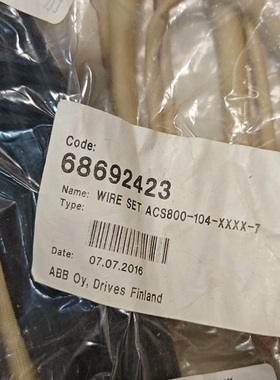 Code:
68692423
Name: WIRE SET ACS800-104-XXXX-7
Type:
Date: 07.07.2016
ABB Oy, Drives Finland